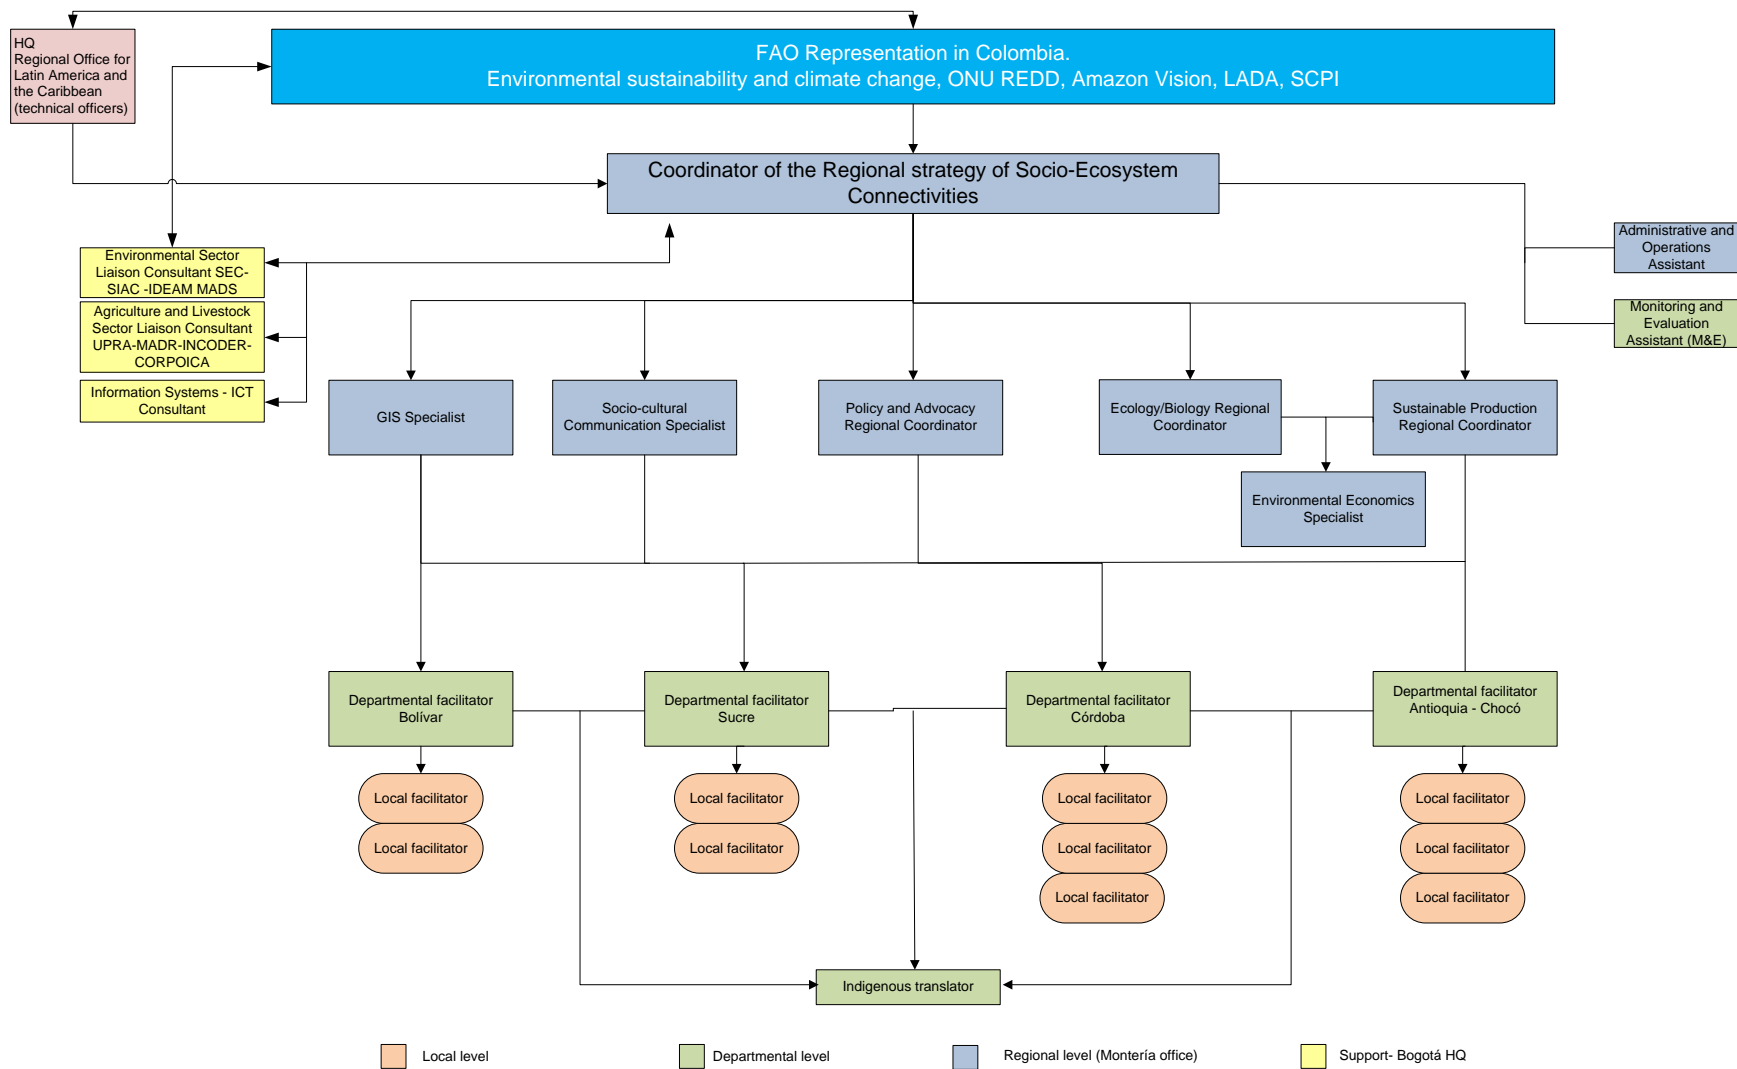 HQ
Regional Office for
Latin America and
the Caribbean
(technical officers)
FAO Representation in Colombia.
Environmental sustainability and climate change, ONU REDD, Amazon Vision, LADA, SCPI
Coordinator of the Regional strategy of Socio-Ecosystem
Connectivities
Administrative and
Operations
Assistant
Monitoring and
Evaluation
Assistant (M&E)
Environmental Sector
Liaison Consultant SEC-
SIAC -IDEAM MADS
Agriculture and Livestock
Sector Liaison Consultant
UPRA-MADR-INCODER-
CORPOICA
Information Systems - ICT
Consultant
GIS Specialist
Socio-cultural
Communication Specialist
Policy and Advocacy
Regional Coordinator
Ecology/Biology Regional
Coordinator
Sustainable Production
Regional Coordinator
Environmental Economics
Specialist
Departmental facilitator
Bolívar
Departmental facilitator
Sucre
Departmental facilitator
Córdoba
Departmental facilitator
Antioquia - Chocó
Local facilitator
Local facilitator
Local facilitator
Local facilitator
Local facilitator
Local facilitator
Local facilitator
Local facilitator
Local facilitator
Local facilitator
Indigenous translator
Local level
Departmental level
Regional level (Montería office)
Support- Bogotá HQ